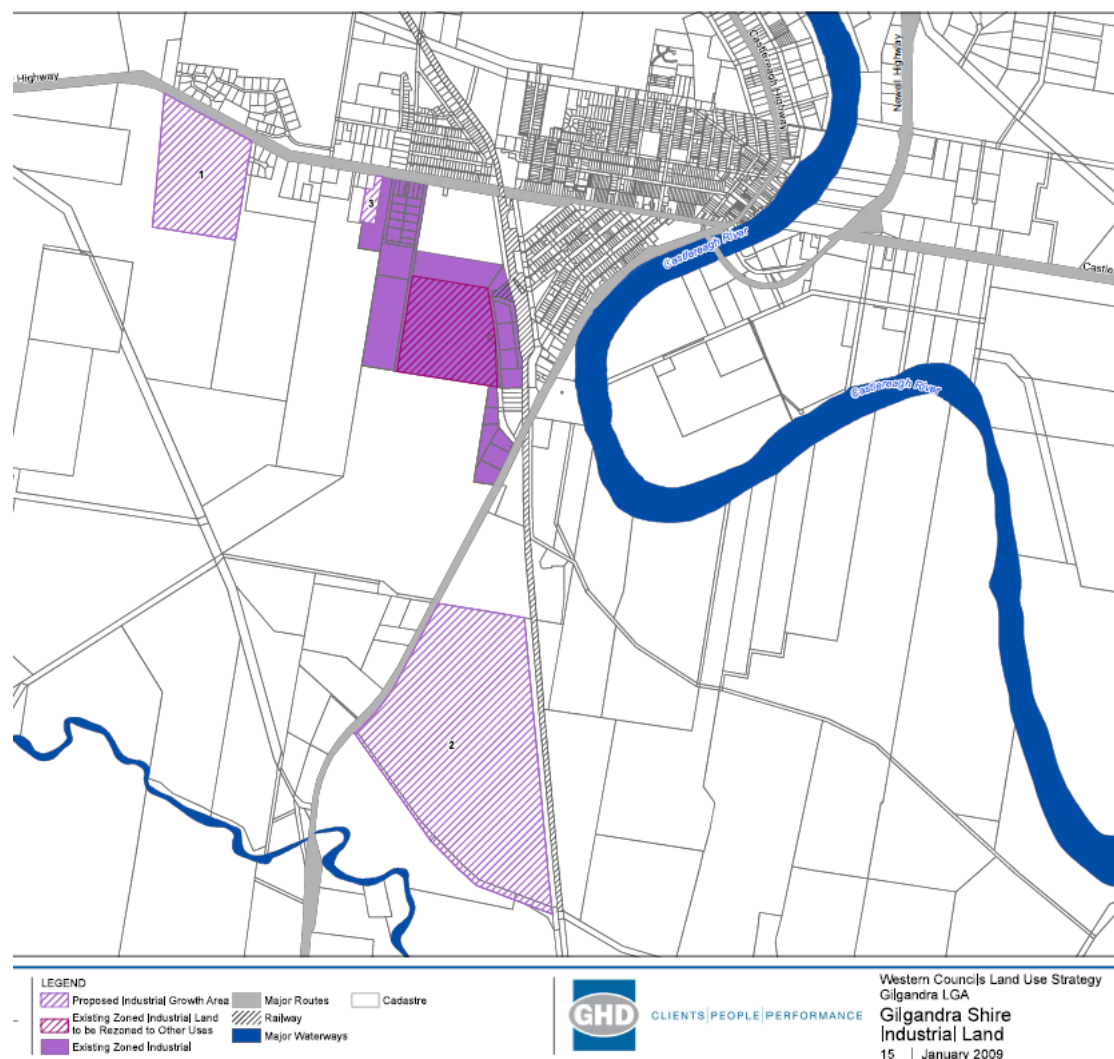 Highway
Castlereagh Highway
Newell Highway
1
3
Castlereagh River
Castle
Castlereagh River
2
LEGEND
Proposed Industrial Growth Area
Existing Zoned Industrial Land
to be Rezoned to Other Uses
Existing Zoned Industrial
Major Routes
Railway
Major Waterways
Cadastre
GHD
CLIENTS|PEOPLE|PERFORMANCE
Western Councils Land Use Strategy
Gilgandra LGA
Gilgandra Shire
Industrial Land
15 | January 2009